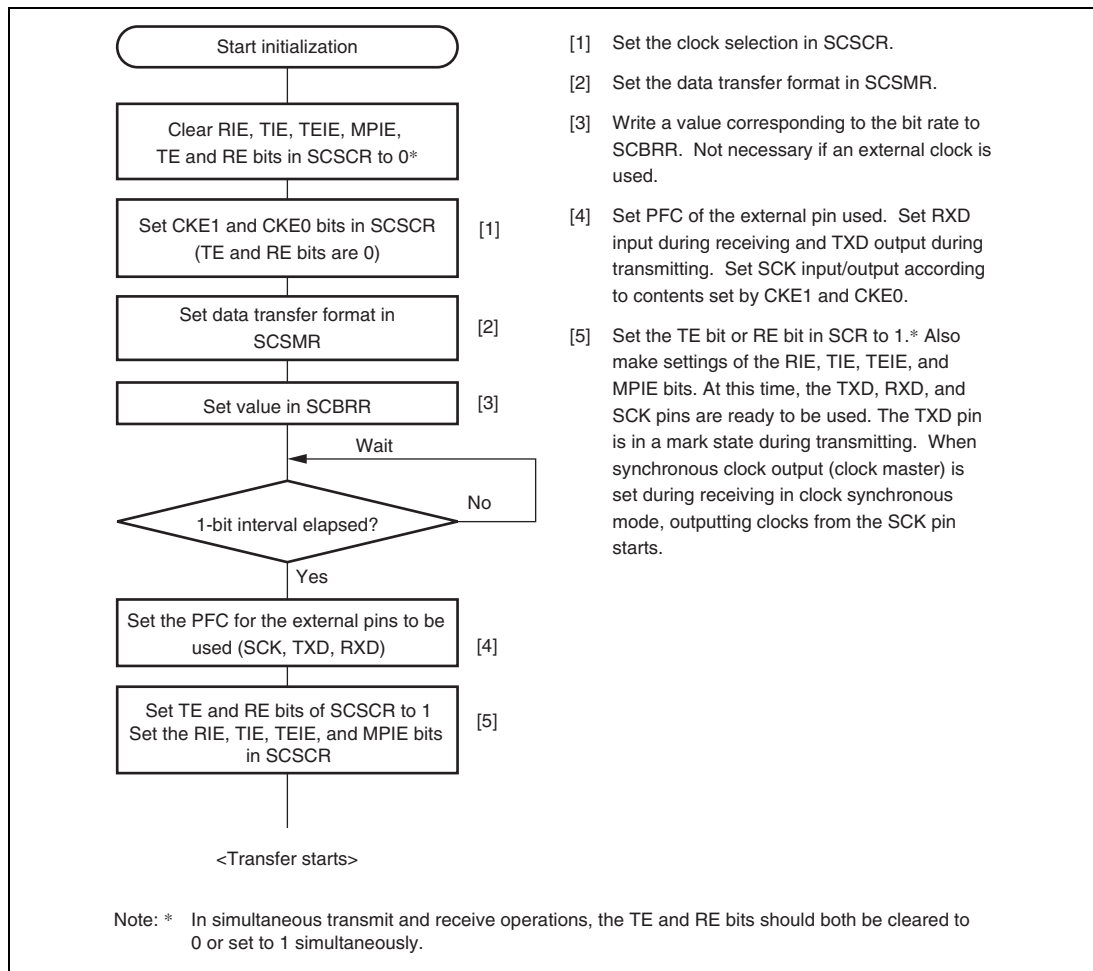 Start initialization
Clear RIE, TIE, TEIE, MPIE,
TE and RE bits in SCSCR to 0*
Set CKE1 and CKE0 bits in SCSCR
(TE and RE bits are 0)
[1]
Set data transfer format in
SCSMR
[2]
Set value in SCBRR
[3]
Wait
1-bit interval elapsed?
No
Yes
Set the PFC for the external pins to be
used (SCK, TXD, RXD)
[4]
Set TE and RE bits of SCSCR to 1
Set the RIE, TIE, TEIE, and MPIE bits
in SCSCR
[5]
<Transfer starts>
[1] Set the clock selection in SCSCR.
[2] Set the data transfer format in SCSMR.
[3] Write a value corresponding to the bit rate to
SCBRR. Not necessary if an external clock is
used.
[4] Set PFC of the external pin used. Set RXD
input during receiving and TXD output during
transmitting. Set SCK input/output according
to contents set by CKE1 and CKE0.
[5] Set the TE bit or RE bit in SCR to 1.* Also
make settings of the RIE, TIE, TEIE, and
MPIE bits. At this time, the TXD, RXD, and
SCK pins are ready to be used. The TXD pin
is in a mark state during transmitting. When
synchronous clock output (clock master) is
set during receiving in clock synchronous
mode, outputting clocks from the SCK pin
starts.
Note: * In simultaneous transmit and receive operations, the TE and RE bits should both be cleared to
0 or set to 1 simultaneously.